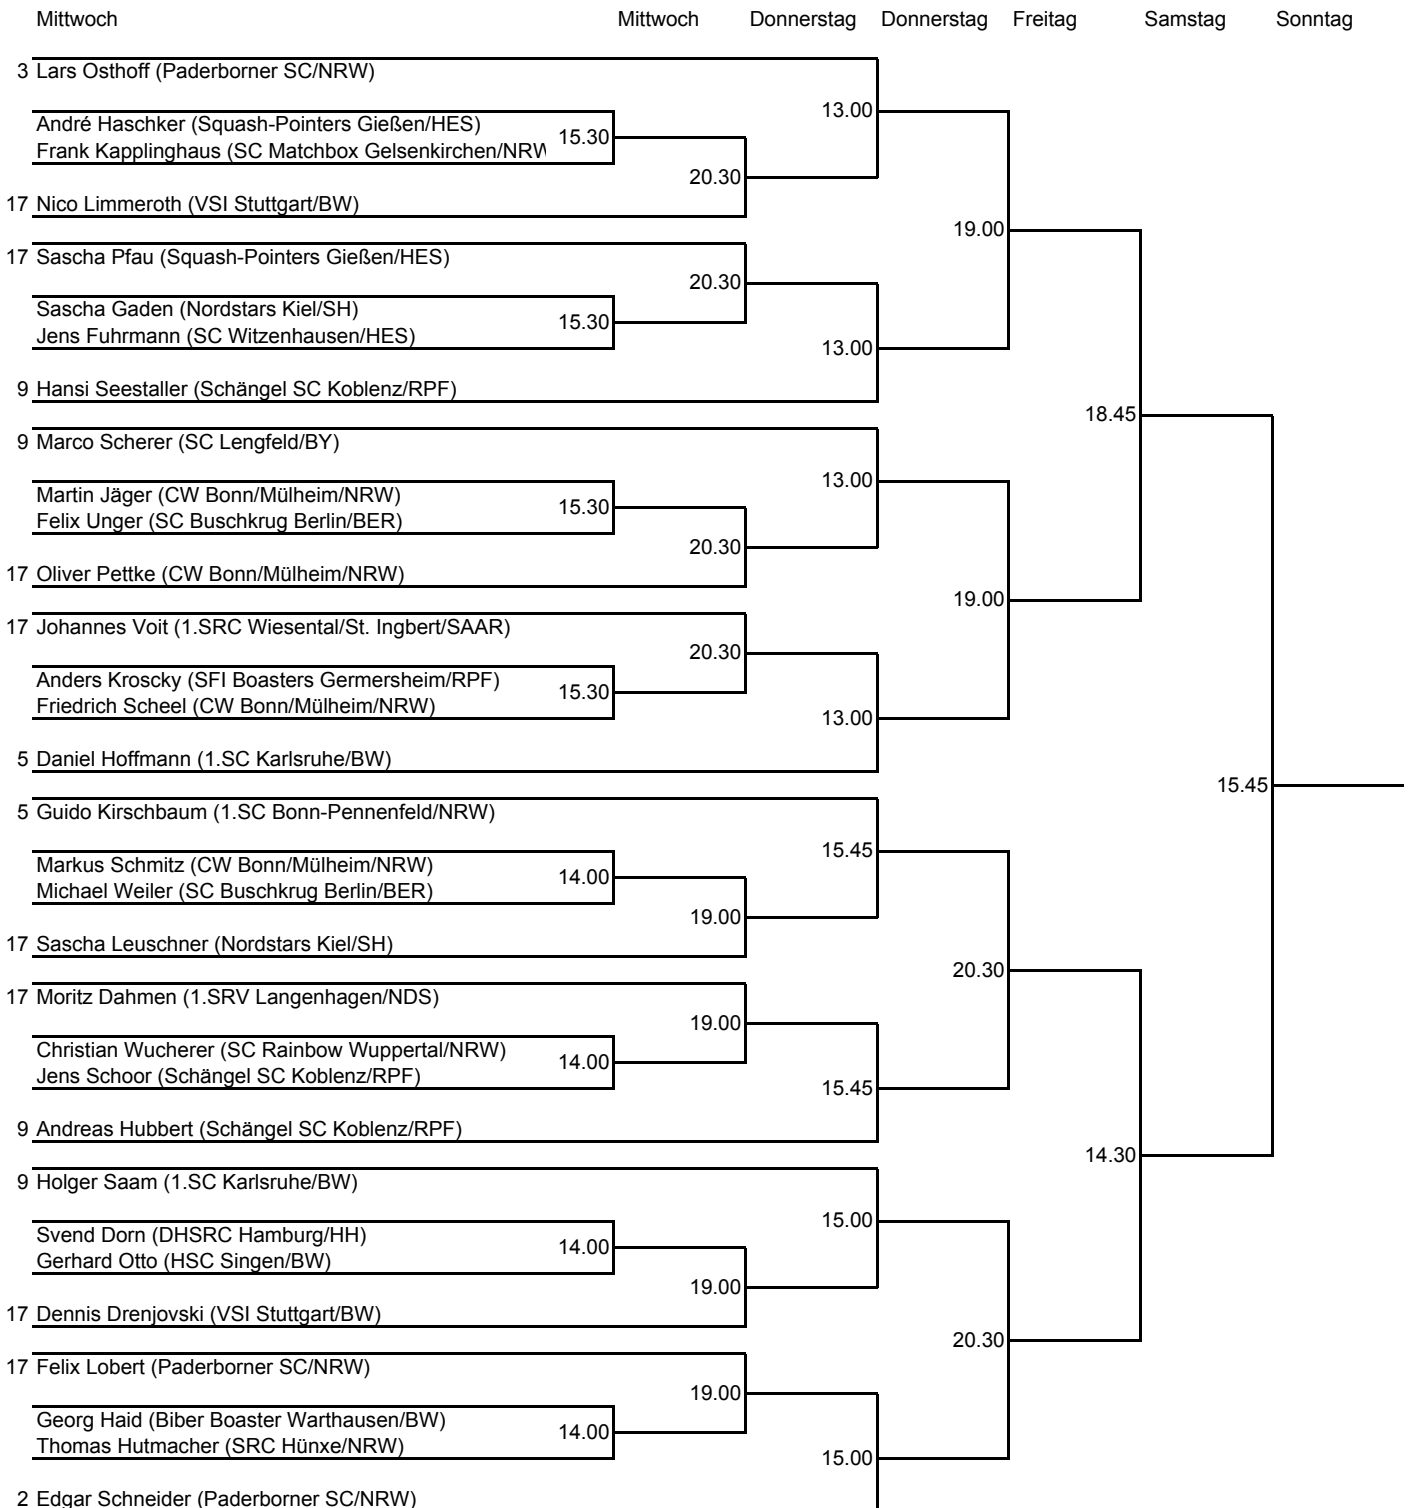 Mittwoch Mittwoch Donnerstag Donnerstag Freitag Samstag Sonntag
3 Lars Osthoff (Paderborner SC/NRW)
13.00
André Haschker (Squash-Pointers Gießen/HES)
15.30
Frank Kapplinghaus (SC Matchbox Gelsenkirchen/NRW
20.30
17 Nico Limmeroth (VSI Stuttgart/BW)
19.00
17 Sascha Pfau (Squash-Pointers Gießen/HES)
20.30
Sascha Gaden (Nordstars Kiel/SH)
15.30
Jens Fuhrmann (SC Witzenhausen/HES)
13.00
9 Hansi Seestaller (Schängel SC Koblenz/RPF)
18.45
9 Marco Scherer (SC Lengfeld/BY)
13.00
Martin Jäger (CW Bonn/Mülheim/NRW)
15.30
Felix Unger (SC Buschkrug Berlin/BER)
20.30
17 Oliver Pettke (CW Bonn/Mülheim/NRW)
19.00
17 Johannes Voit (1.SRC Wiesental/St. Ingbert/SAAR)
20.30
Anders Kroscky (SFI Boasters Germersheim/RPF)
15.30
Friedrich Scheel (CW Bonn/Mülheim/NRW)
13.00
5 Daniel Hoffmann (1.SC Karlsruhe/BW)
15.45
5 Guido Kirschbaum (1.SC Bonn-Pennenfeld/NRW)
15.45
Markus Schmitz (CW Bonn/Mülheim/NRW)
14.00
Michael Weiler (SC Buschkrug Berlin/BER)
19.00
17 Sascha Leuschner (Nordstars Kiel/SH)
20.30
17 Moritz Dahmen (1.SRV Langenhagen/NDS)
19.00
Christian Wucherer (SC Rainbow Wuppertal/NRW)
14.00
Jens Schoor (Schängel SC Koblenz/RPF)
15.45
9 Andreas Hubbert (Schängel SC Koblenz/RPF)
14.30
9 Holger Saam (1.SC Karlsruhe/BW)
15.00
Svend Dorn (DHSRC Hamburg/HH)
14.00
Gerhard Otto (HSC Singen/BW)
19.00
17 Dennis Drenjovski (VSI Stuttgart/BW)
20.30
17 Felix Lobert (Paderborner SC/NRW)
19.00
Georg Haid (Biber Boaster Warthausen/BW)
14.00
Thomas Hutmacher (SRC Hünxe/NRW)
15.00
2 Edgar Schneider (Paderborner SC/NRW)